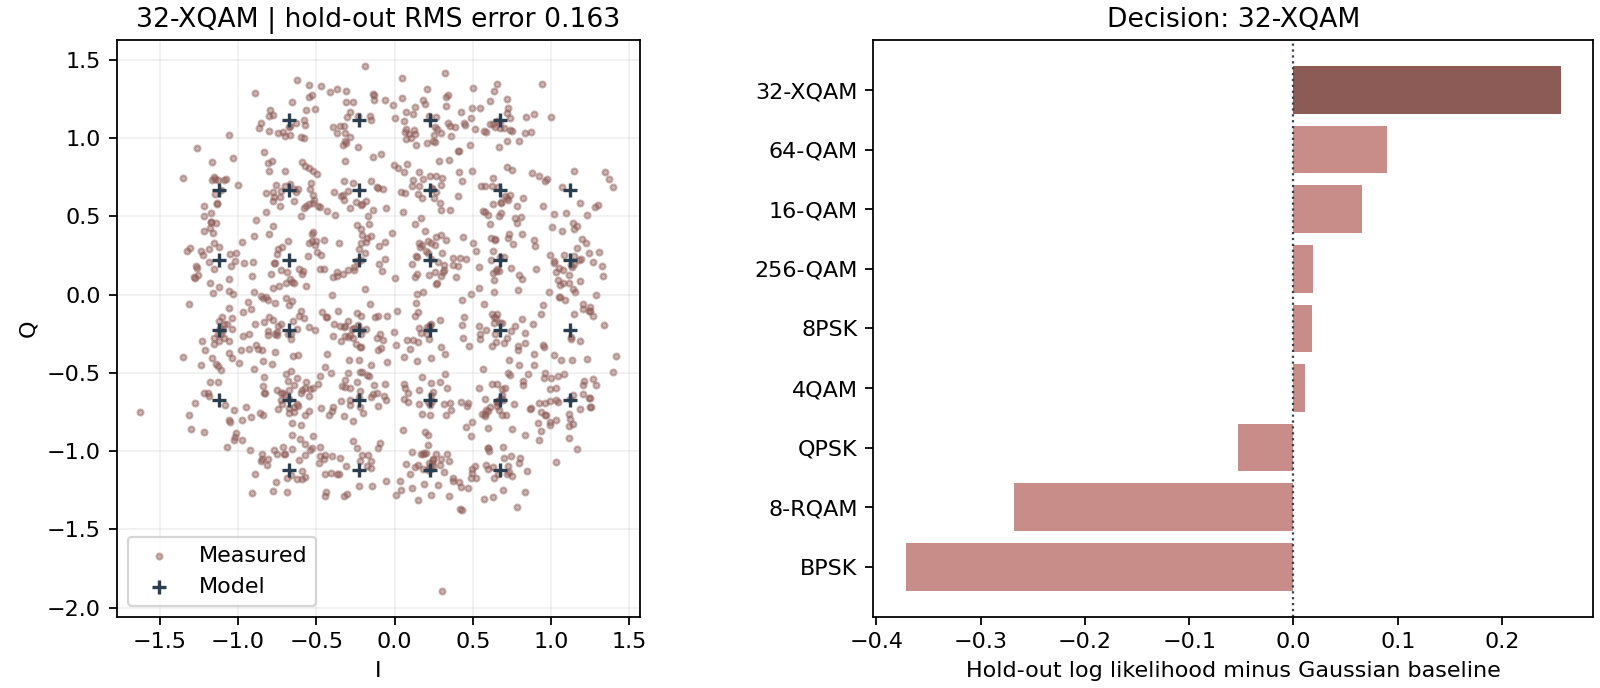 32-XQAM | hold-out RMS error 0.163
1.5
1.0
0.5
0.0
−0.5
−1.0
−1.5
−2.0
Q
Measured
Model
−1.5 −1.0 −0.5 0.0 0.5 1.0 1.5
I
Decision: 32-XQAM
32-XQAM
64-QAM
16-QAM
256-QAM
8PSK
4QAM
QPSK
8-RQAM
BPSK
−0.4 −0.3 −0.2 −0.1 0.0 0.1 0.2
Hold-out log likelihood minus Gaussian baseline